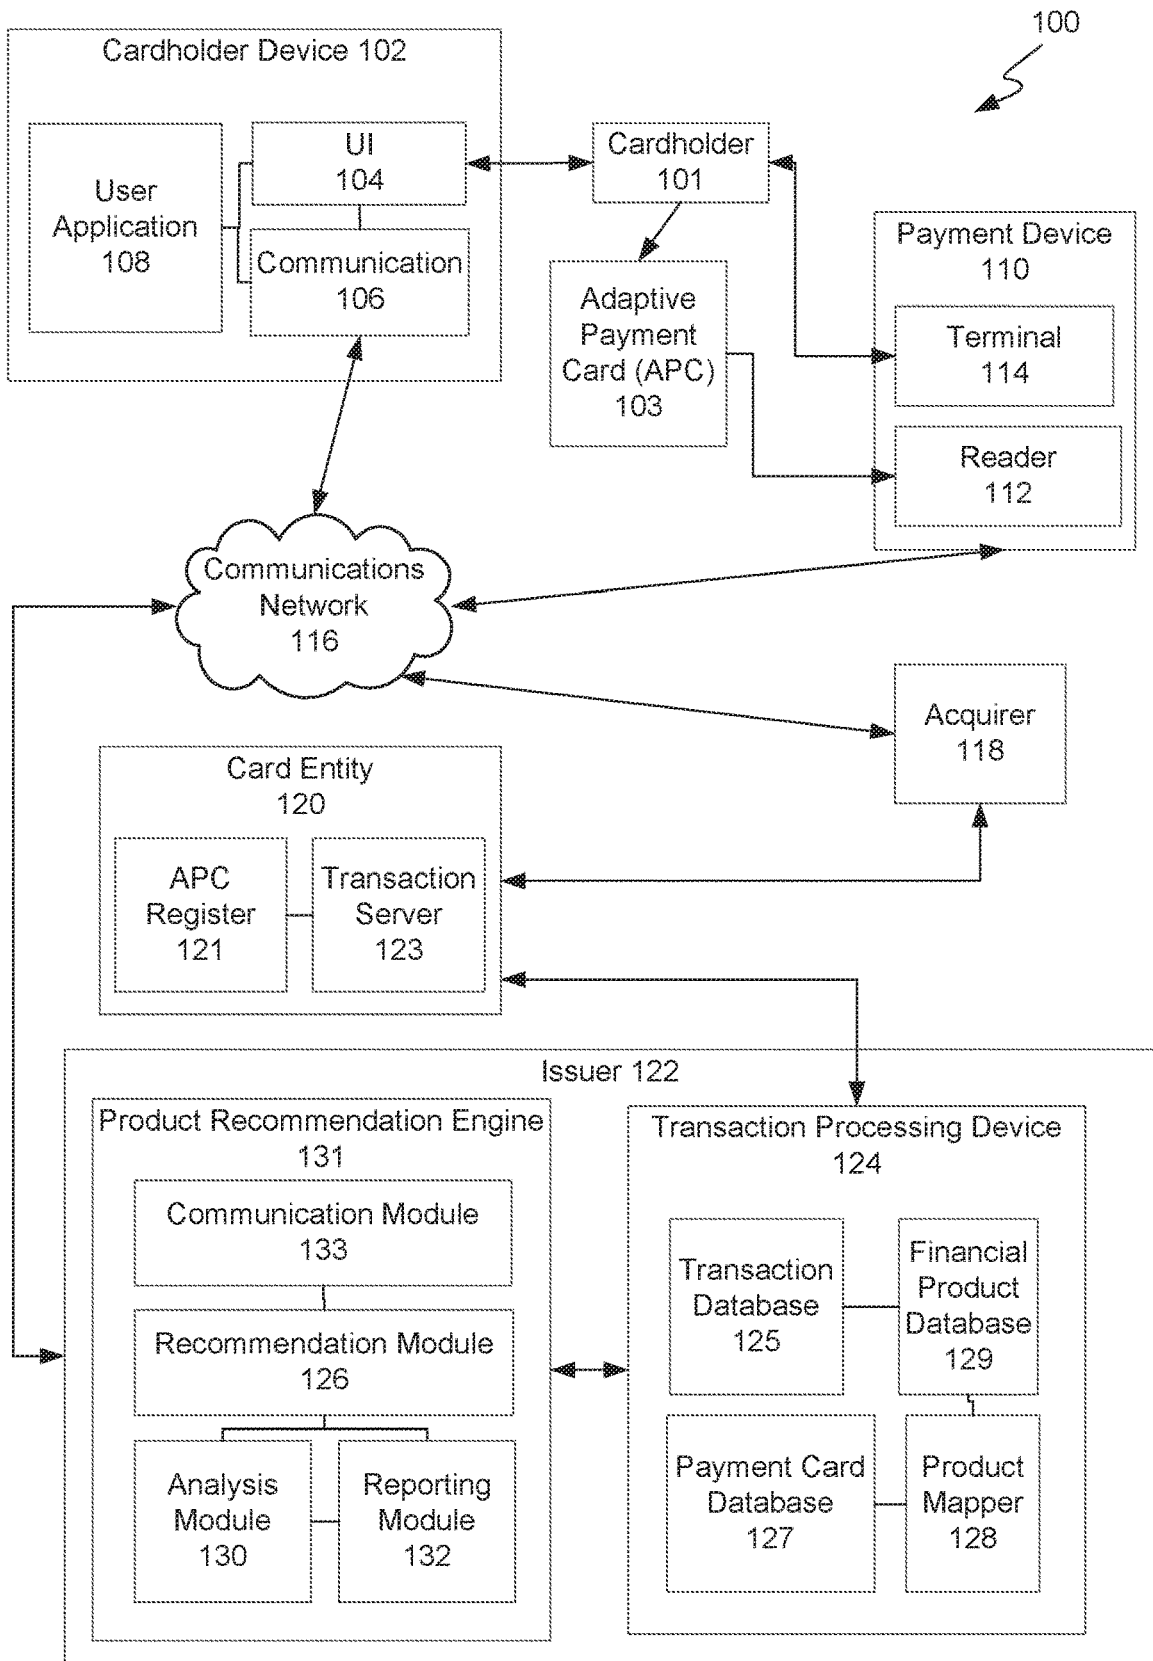 100
Cardholder Device 102
UI
104
User
Application
108
Communication
106
Cardholder
101
Adaptive
Payment
Card (APC)
103
Payment Device
110
Terminal
114
Reader
112
Communications
Network
116
Acquirer
118
Card Entity
120
APC
Register
121
Transaction
Server
123
Issuer 122
Product Recommendation Engine
131
Communication Module
133
Recommendation Module
126
Analysis
Module
130
Reporting
Module
132
Transaction Processing Device
124
Transaction
Database
125
Financial
Product
Database
129
Payment Card
Database
127
Product
Mapper
128